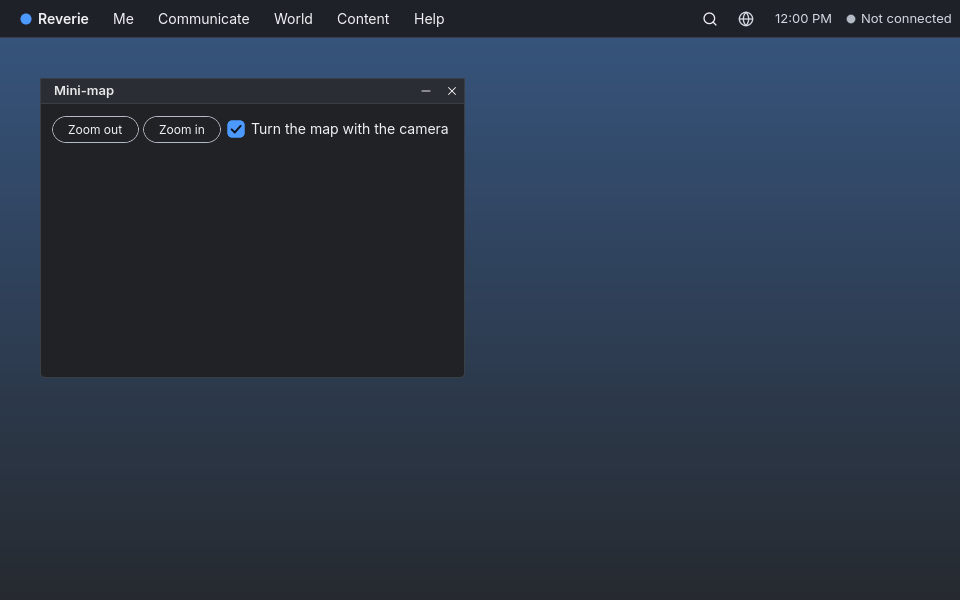 Reverie Me Communicate World Content Help 12:00 PM Not connected
Mini-map
Zoom out Zoom in Turn the map with the camera